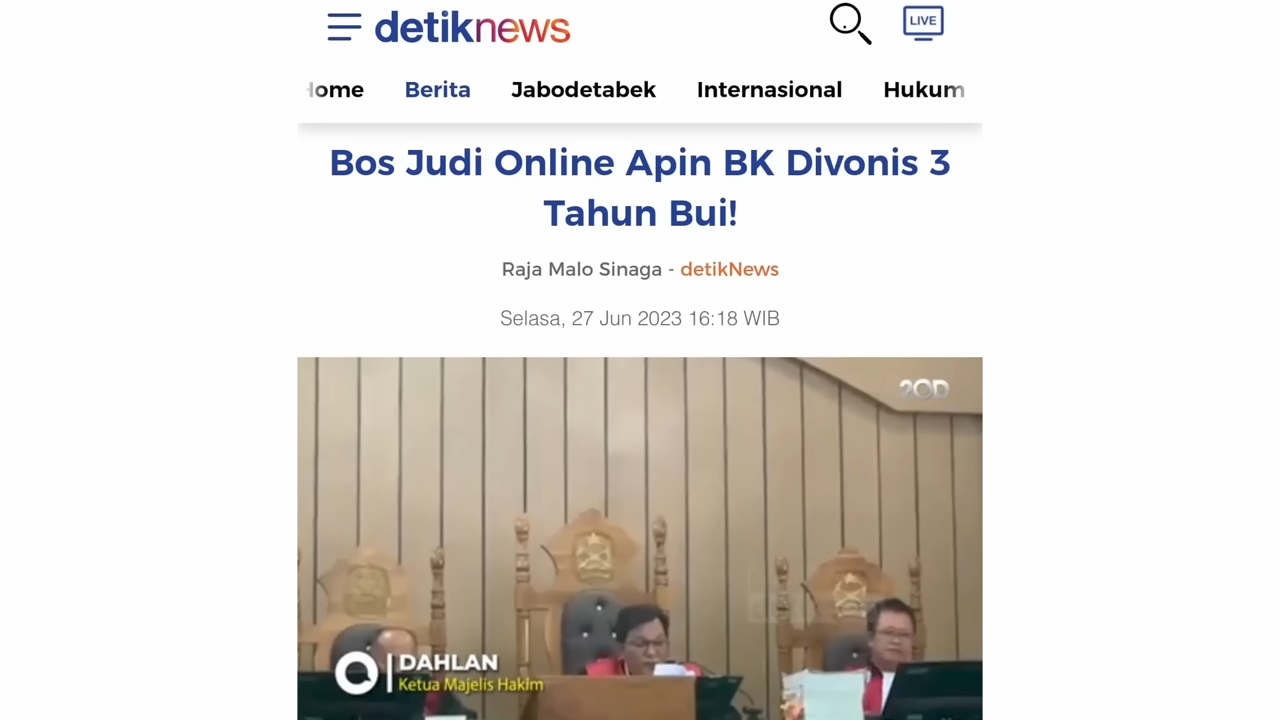 detiknews
LIVE
ome Berita Jabodetabek Internasional Hukum
Bos Judi Online Apin BK Divonis 3
Tahun Bui!
Raja Malo Sinaga - detikNews
Selasa, 27 Jun 2023 16:18 WIB
20D
DAHLAN
Ketua Majelis Hakim